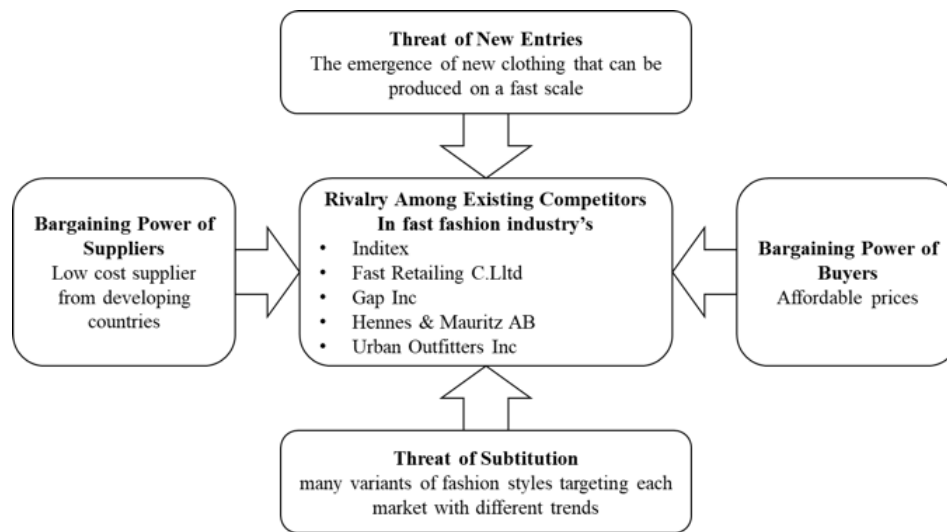 Threat of New Entries
The emergence of new clothing that can be
produced on a fast scale
Bargaining Power of
Suppliers
Low cost supplier
from developing
countries
Rivalry Among Existing Competitors
In fast fashion industry's
• Inditex
• Fast Retailing C.Lltd
• Gap Inc
• Hennes & Mauritz AB
• Urban Outfitters Inc
Bargaining Power of
Buyers
Affordable prices
Threat of Subtitution
many variants of fashion styles targeting each
market with different trends